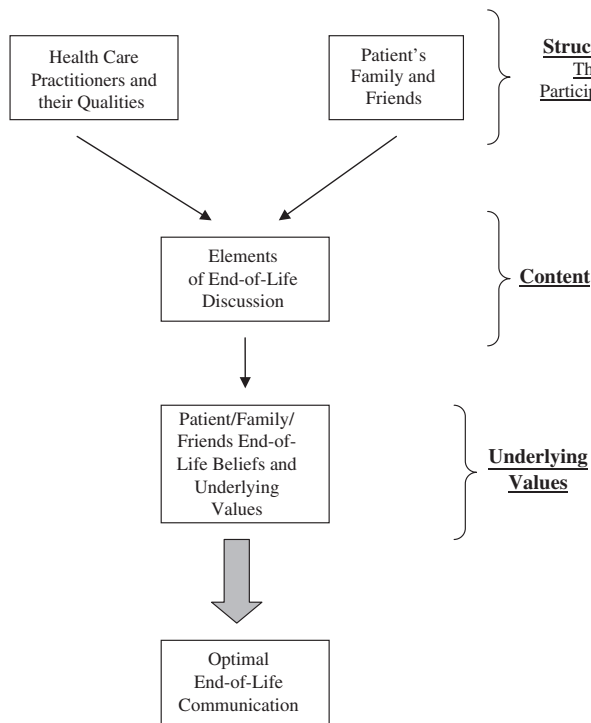 Health Care
Practitioners and
their Qualities
Patient's
Family and
Friends
Elements
of End-of-Life
Discussion
Content
Patient/Family/
Friends End-of-
Life Beliefs and
Underlying
Values
Underlying
Values
Optimal
End-of-Life
Communication